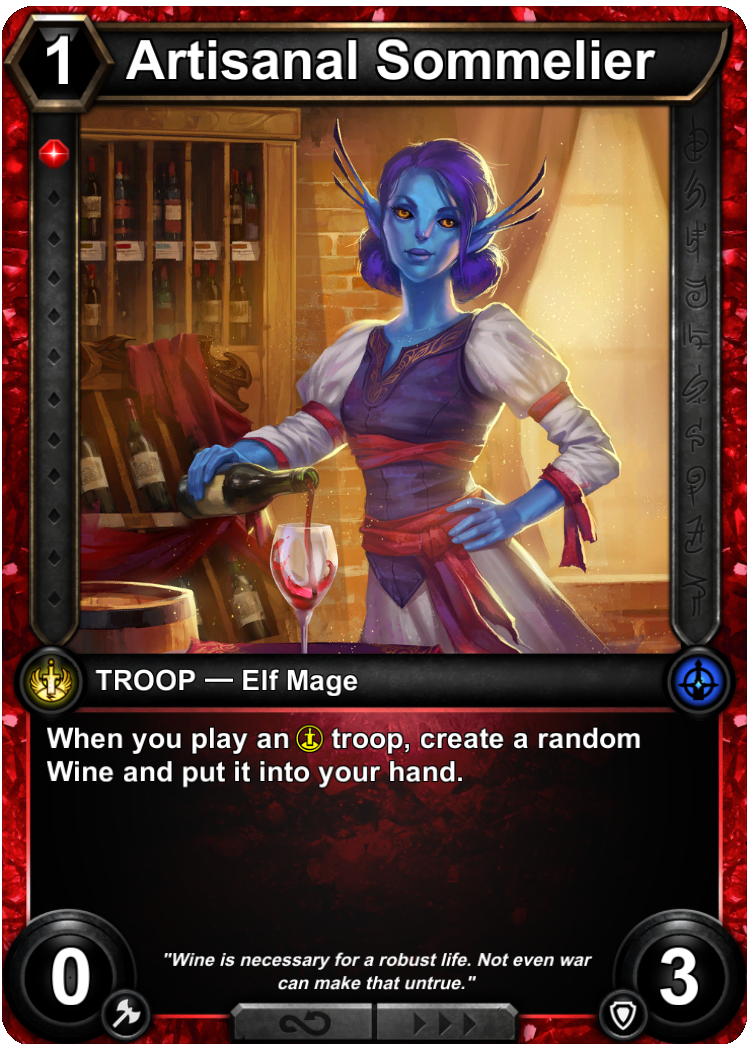 1
Artisanal Sommelier
TROOP — Elf Mage
When you play an troop, create a random
Wine and put it into your hand.
"Wine is necessary for a robust life. Not even war
can make that untrue."
0
3